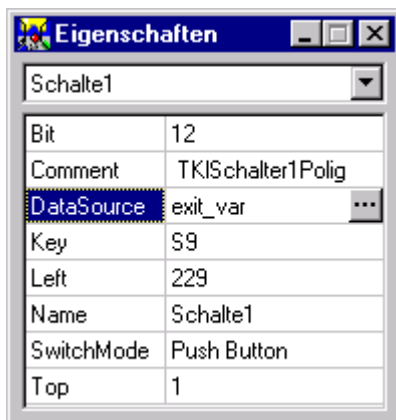 Eigenschaften
Schalte1
Bit 12
Comment TKISchalter1Polig
DataSource exit_var ...
Key S9
Left 229
Name Schalte1
SwitchMode Push Button
Top 1